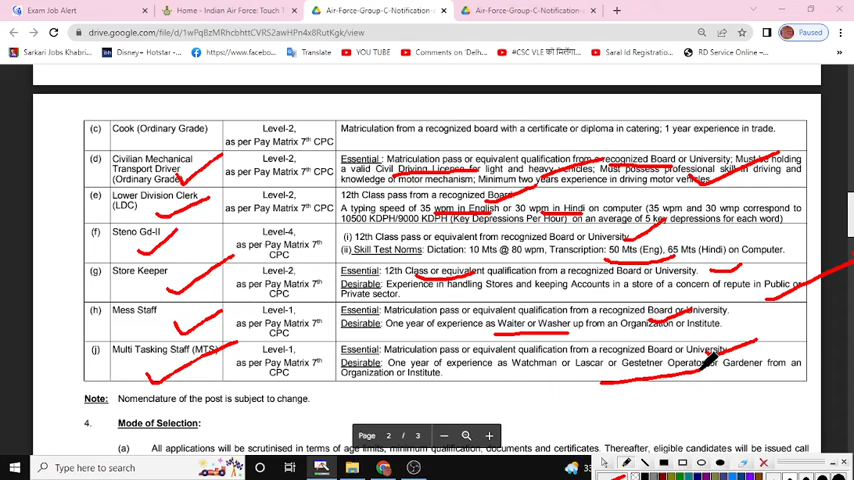 Exam Job Alert
Home - Indian Air Force: Touch T
Air-Force-Group-C-Notification-
Air-Force-Group-C-Notification-
drive.google.com/file/d/1wPqBzMRhcbhttCVRS2awHPn4x8RutKgk/view
Paused
Sarkari Jobs Khabri...
Disney+ Hotstar -...
https://www.facebo...
Translate
YOU TUBE
Comments on 'Delh...
#CSC VLE को मिलेगा...
Saral Id Registration...
RD Service Online -...
(c) Cook (Ordinary Grade)
Level-2,
as per Pay Matrix 7th CPC
Matriculation from a recognized board with a certificate or diploma in catering; 1 year experience in trade.
(d) Civilian Mechanical
Transport Driver
(Ordinary Grade)
Level-2,
as per Pay Matrix 7th
CPC
Essential : Matriculation pass or equivalent qualification from a recognized Board or University; Must be holding
a valid Civil Driving Licence for light and heavy vehicles; Must possess professional skill in driving and
knowledge of motor mechanism; Minimum two years experience in driving motor vehicles.
(e) Lower Division Clerk
(LDC)
Level-2,
as per Pay Matrix 7th
CPC
12th Class pass from a recognized Board
A typing speed of 35 wpm in English or 30 wpm in Hindi on computer (35 wpm and 30 wmp correspond to
10500 KDPH/9000 KDPH (Key Depressions Per Hour) on an average of 5 key depressions for each word)
(f) Steno Gd-II
Level-4,
as per Pay Matrix 7th
CPC
(i) 12th Class pass or equivalent from recognized Board or University
(ii) Skill Test Norms: Dictation: 10 Mts @ 80 wpm, Transcription: 50 Mts (Eng), 65 Mts (Hindi) on Computer.
(g) Store Keeper
Level-2,
as per Pay Matrix 7th
CPC
Essential: 12th Class or equivalent qualification from a recognized Board or University.
Desirable: Experience in handling Stores and keeping Accounts in a store of a concern of repute in Public or
Private sector.
(h) Mess Staff
Level-1,
as per Pay Matrix 7th
CPC
Essential: Matriculation pass or equivalent qualification from a recognized Board or University.
Desirable: One year of experience as Waiter or Washer up from an Organization or Institute.
(j) Multi Tasking Staff (MTS)
Level-1,
as per Pay Matrix 7th
CPC
Essential: Matriculation pass or equivalent qualification from a recognized Board or University
Desirable: One year of experience as Watchman or Lascar or Gestetner Operator or Gardener from an
Organization or Institute.
Note: Nomenclature of the post is subject to change.
4. Mode of Selection:
(a) All applications will be scrutinised in terms of age limits, minimum qualification, documents and certificates. Thereafter, eligible candidates will be issued call
Page 2 / 3
Type here to search